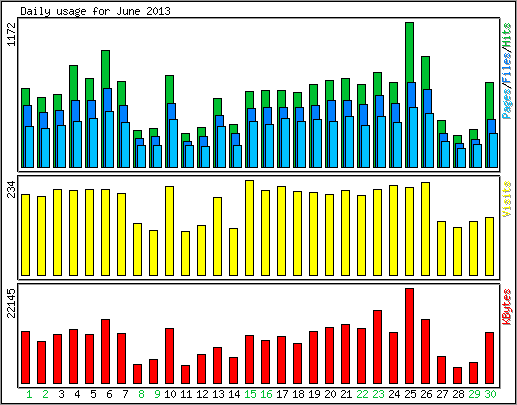 Daily usage for June 2013
1172
Pages/Files/Hits
234
Visits
22145
KBytes
1 2 3 4 5 6 7 8 9 10 11 12 13 14 15 16 17 18 19 20 21 22 23 24 25 26 27 28 29 30